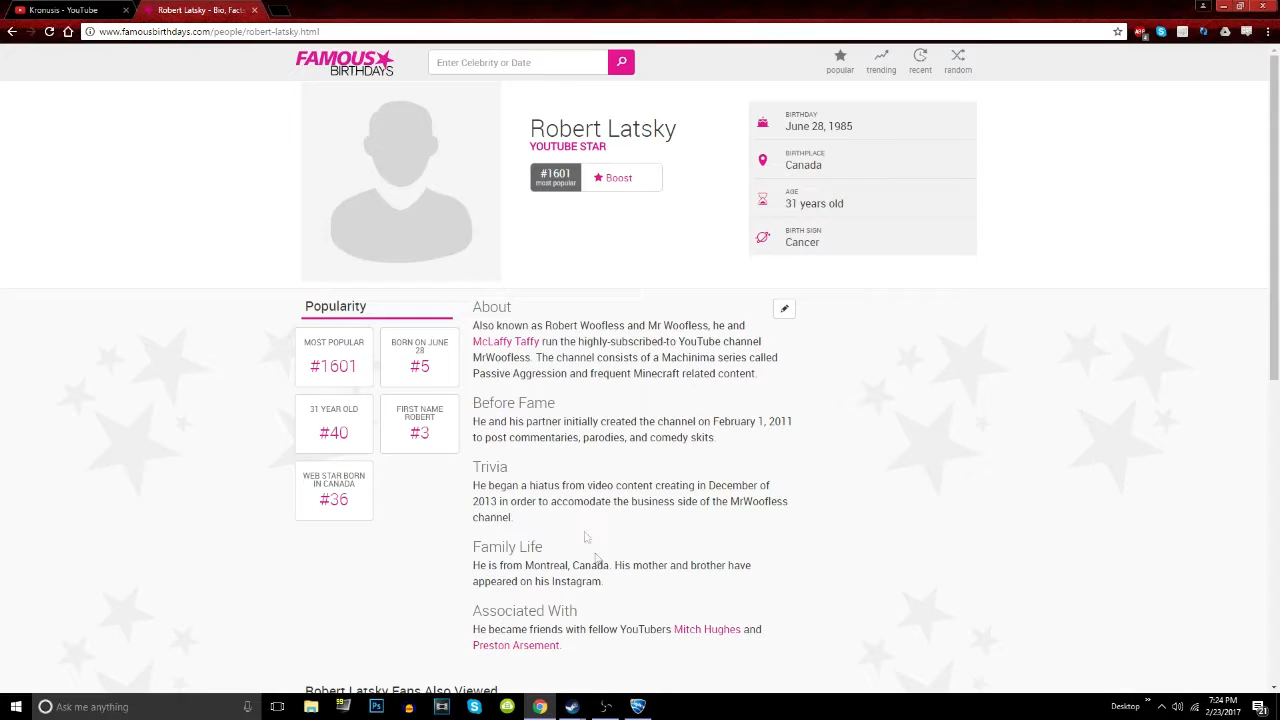 Kronusis - YouTube
Robert Latsky - Bio, Fact
www.famousbirthdays.com/people/robert-latsky.html
FAMOUS
BIRTHDAYS
Enter Celebrity or Date
popular
trending
recent
random
Robert Latsky
YOUTUBE STAR
#1601
most popular
Boost
BIRTHDAY
June 28, 1985
BIRTHPLACE
Canada
AGE
31 years old
BIRTH SIGN
Cancer
Popularity
MOST POPULAR
#1601
BORN ON JUNE
28
#5
31 YEAR OLD
#40
FIRST NAME
ROBERT
#3
WEB STAR BORN
IN CANADA
#36
About
Also known as Robert Woofless and Mr Woofless, he and
McLaffy Taffy run the highly-subscribed-to YouTube channel
MrWoofless. The channel consists of a Machinima series called
Passive Aggression and frequent Minecraft related content.
Before Fame
He and his partner initially created the channel on February 1, 2011
to post commentaries, parodies, and comedy skits.
Trivia
He began a hiatus from video content creating in December of
2013 in order to accomodate the business side of the MrWoofless
channel.
Family Life
He is from Montreal, Canada. His mother and brother have
appeared on his Instagram.
Associated With
He became friends with fellow YouTubers Mitch Hughes and
Preston Arsement.
Robert Latsky Fans Also Viewed
Ask me anything
Desktop
7:24 PM
2/23/2017